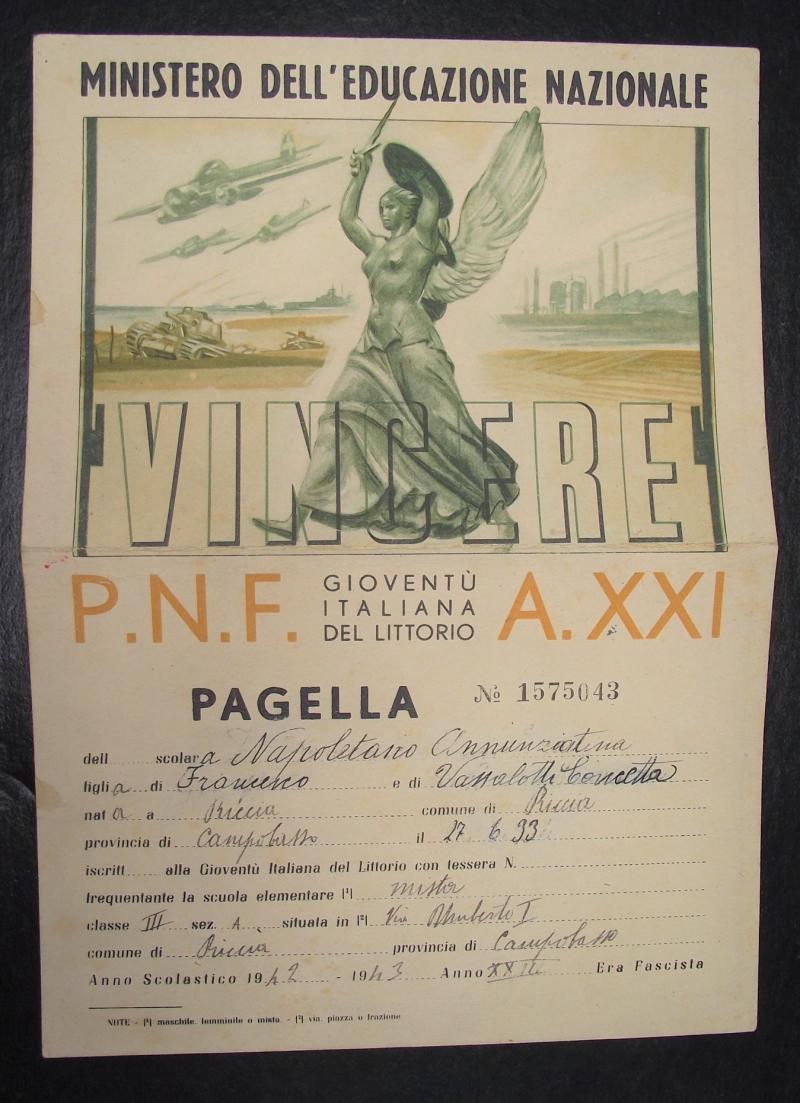 MINISTERO DELL'EDUCAZIONE NAZIONALE
VINCERE
P.N.F. GIOVENTÙ ITALIANA DEL LITTORIO A. XXI
PAGELLA № 1575043
dell scolara Napoletano Annunziatina
figlia di Francesco e di Vassalotti Concetta
nata a Riccia comune di Riccia
provincia di Campobasso il 27 6 33
iscritt alla Gioventù Italiana del Littorio con tessera N.
frequentante la scuola elementare (¹) mista
classe III sez. A situata in (²) Via Umberto I
comune di Riccia provincia di Campobasso
Anno Scolastico 1942 - 1943 Anno Era Fascista
NOTE - (¹) maschile, femminile o mista. - (²) via, piazza o frazione